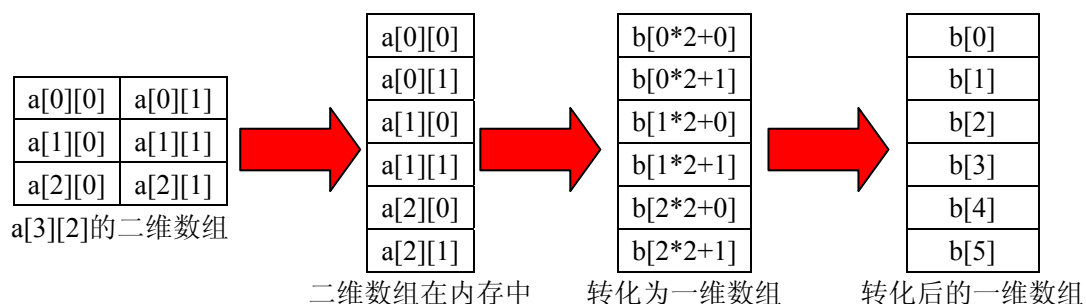 a[0][0] a[0][1]
a[1][0] a[1][1]
a[2][0] a[2][1]
a[3][2]的二维数组
a[0][0]
a[0][1]
a[1][0]
a[1][1]
a[2][0]
a[2][1]
二维数组在内存中
b[0*2+0]
b[0*2+1]
b[1*2+0]
b[1*2+1]
b[2*2+0]
b[2*2+1]
转化为一维数组
b[0]
b[1]
b[2]
b[3]
b[4]
b[5]
转化后的一维数组